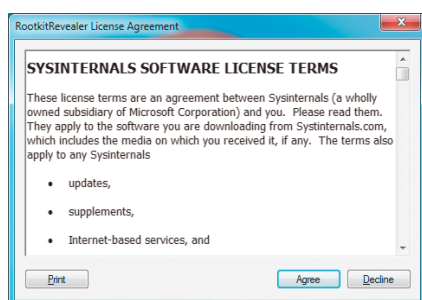 RootkitRevealer License Agreement
SYSINTERNALS SOFTWARE LICENSE TERMS
These license terms are an agreement between Sysinternals (a wholly
owned subsidiary of Microsoft Corporation) and you. Please read them.
They apply to the software you are downloading from Systinternals.com,
which includes the media on which you received it, if any. The terms also
apply to any Sysinternals
• updates,
• supplements,
• Internet-based services, and
Print Agree Decline